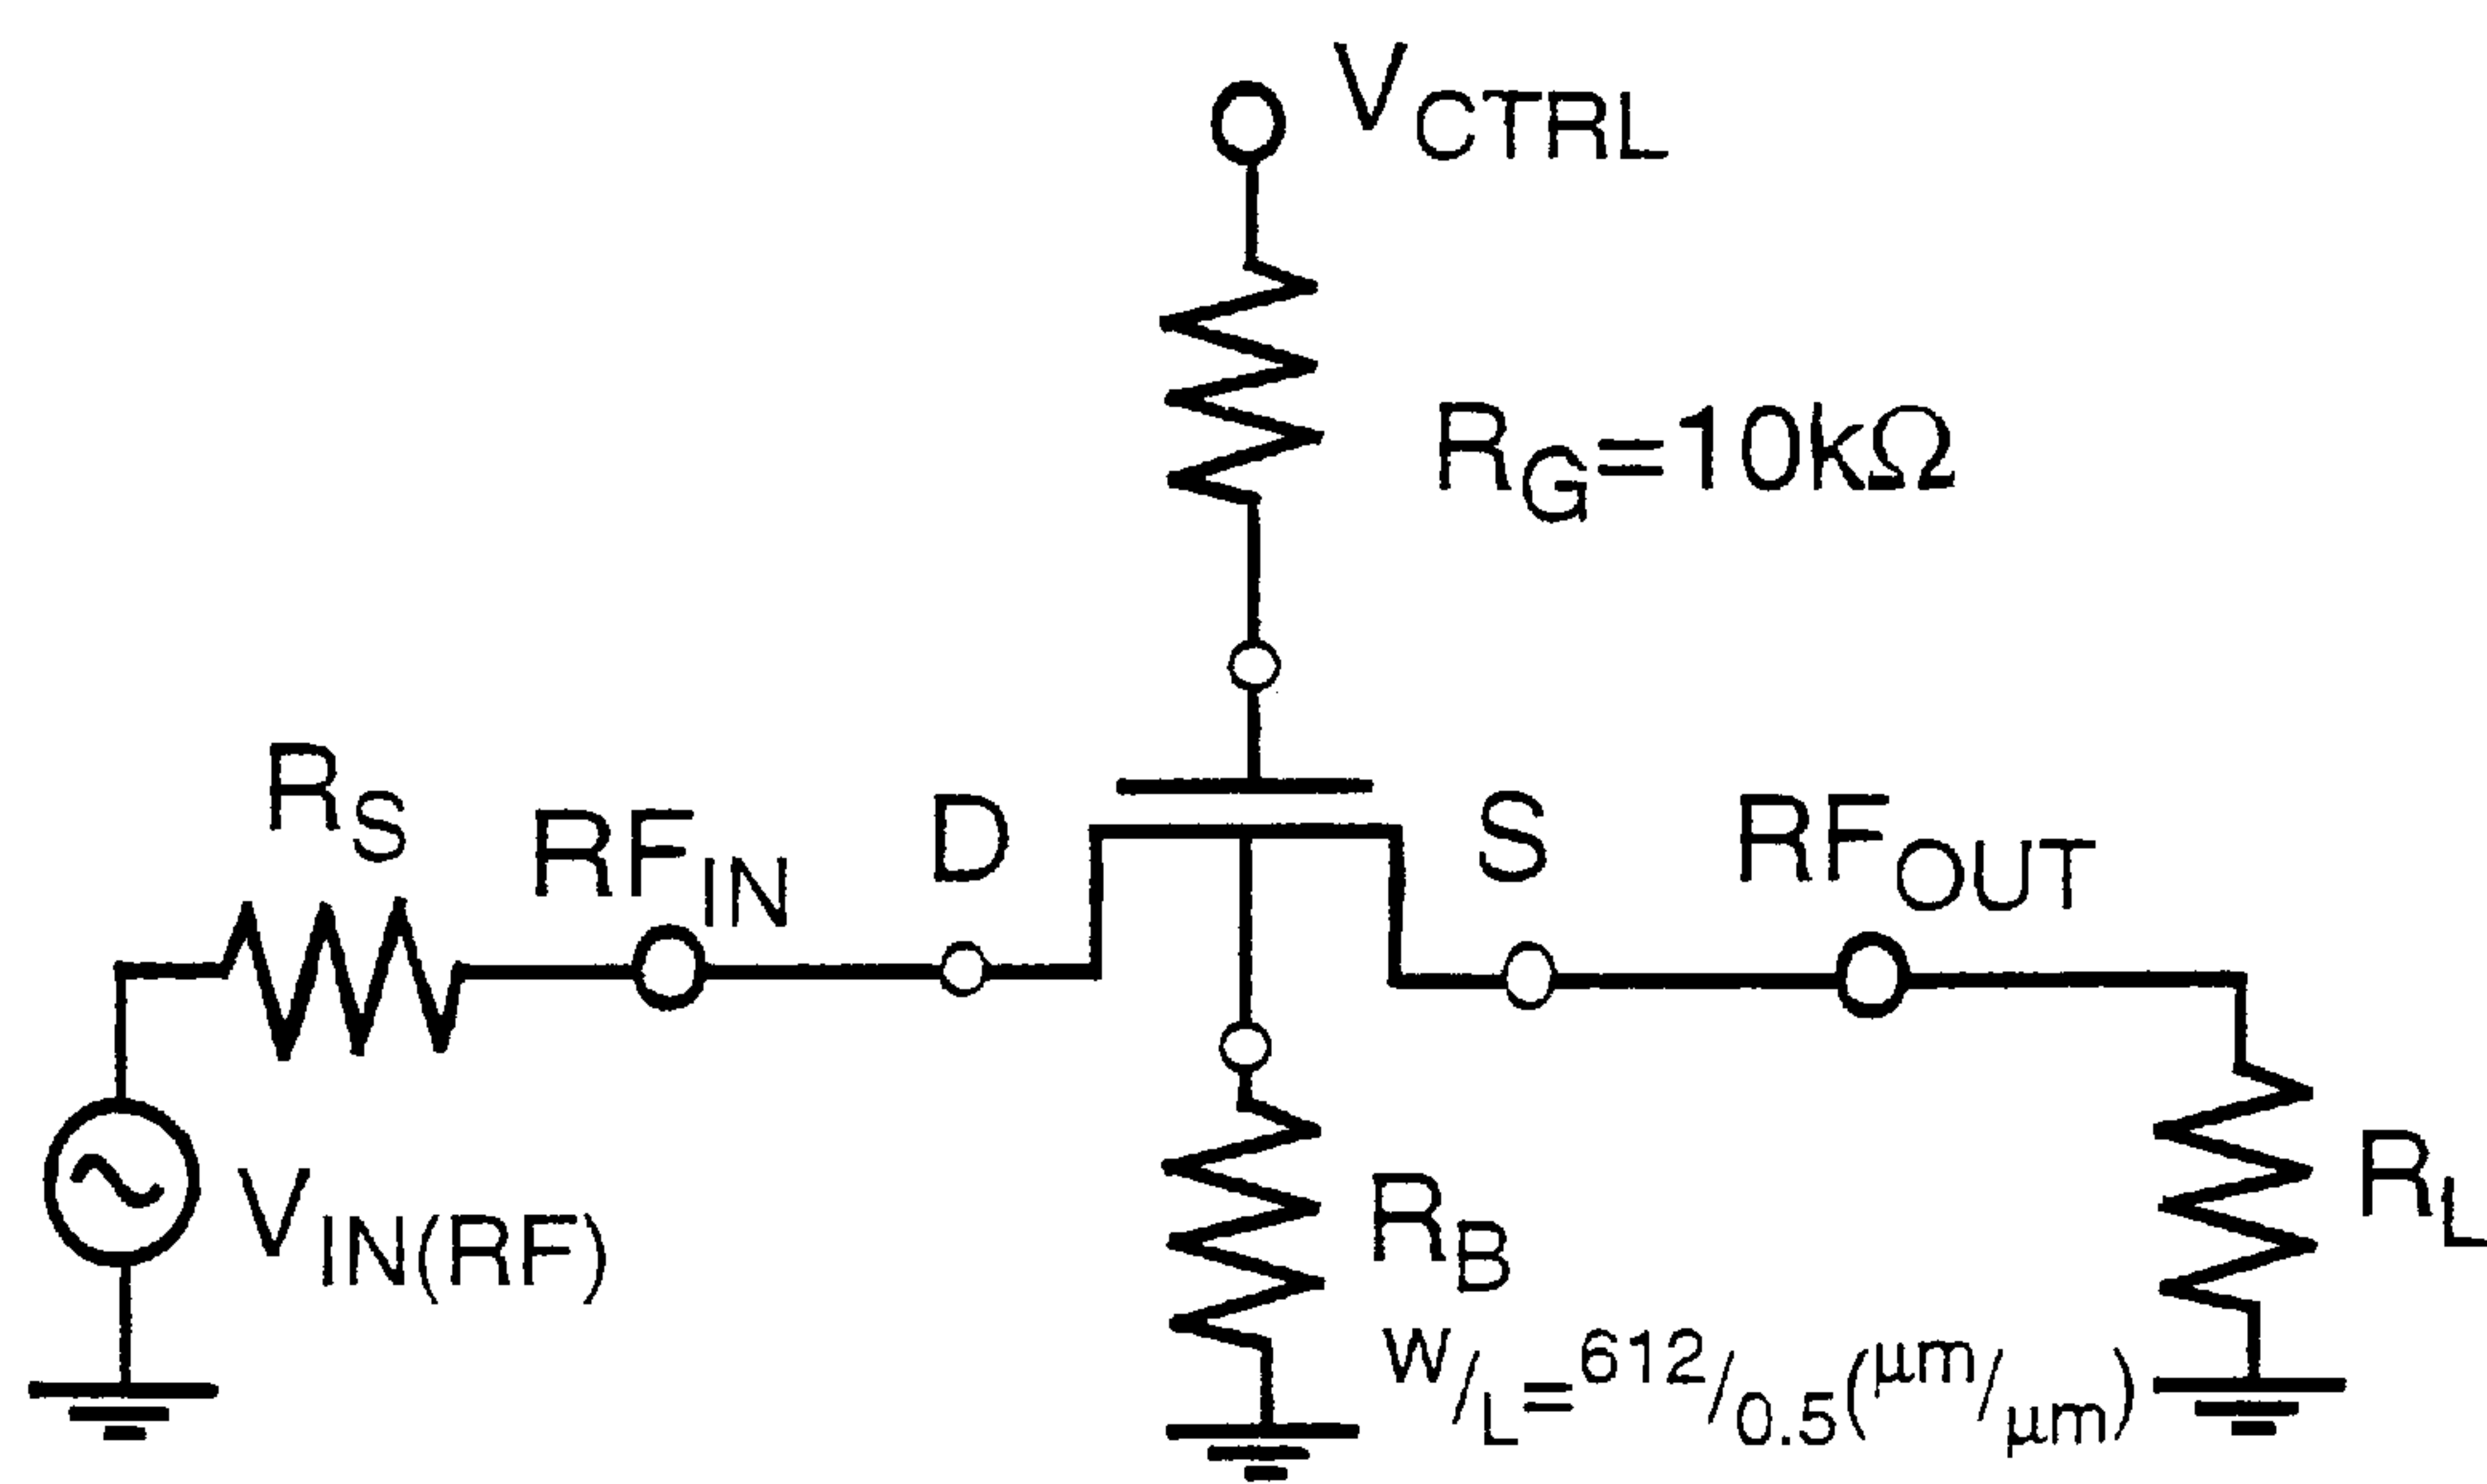 VCTRL
RG=10kΩ
RS
RFIN
D
S
RFOUT
VIN(RF)
RB
RL
W/L=612/0.5(μm/μm)